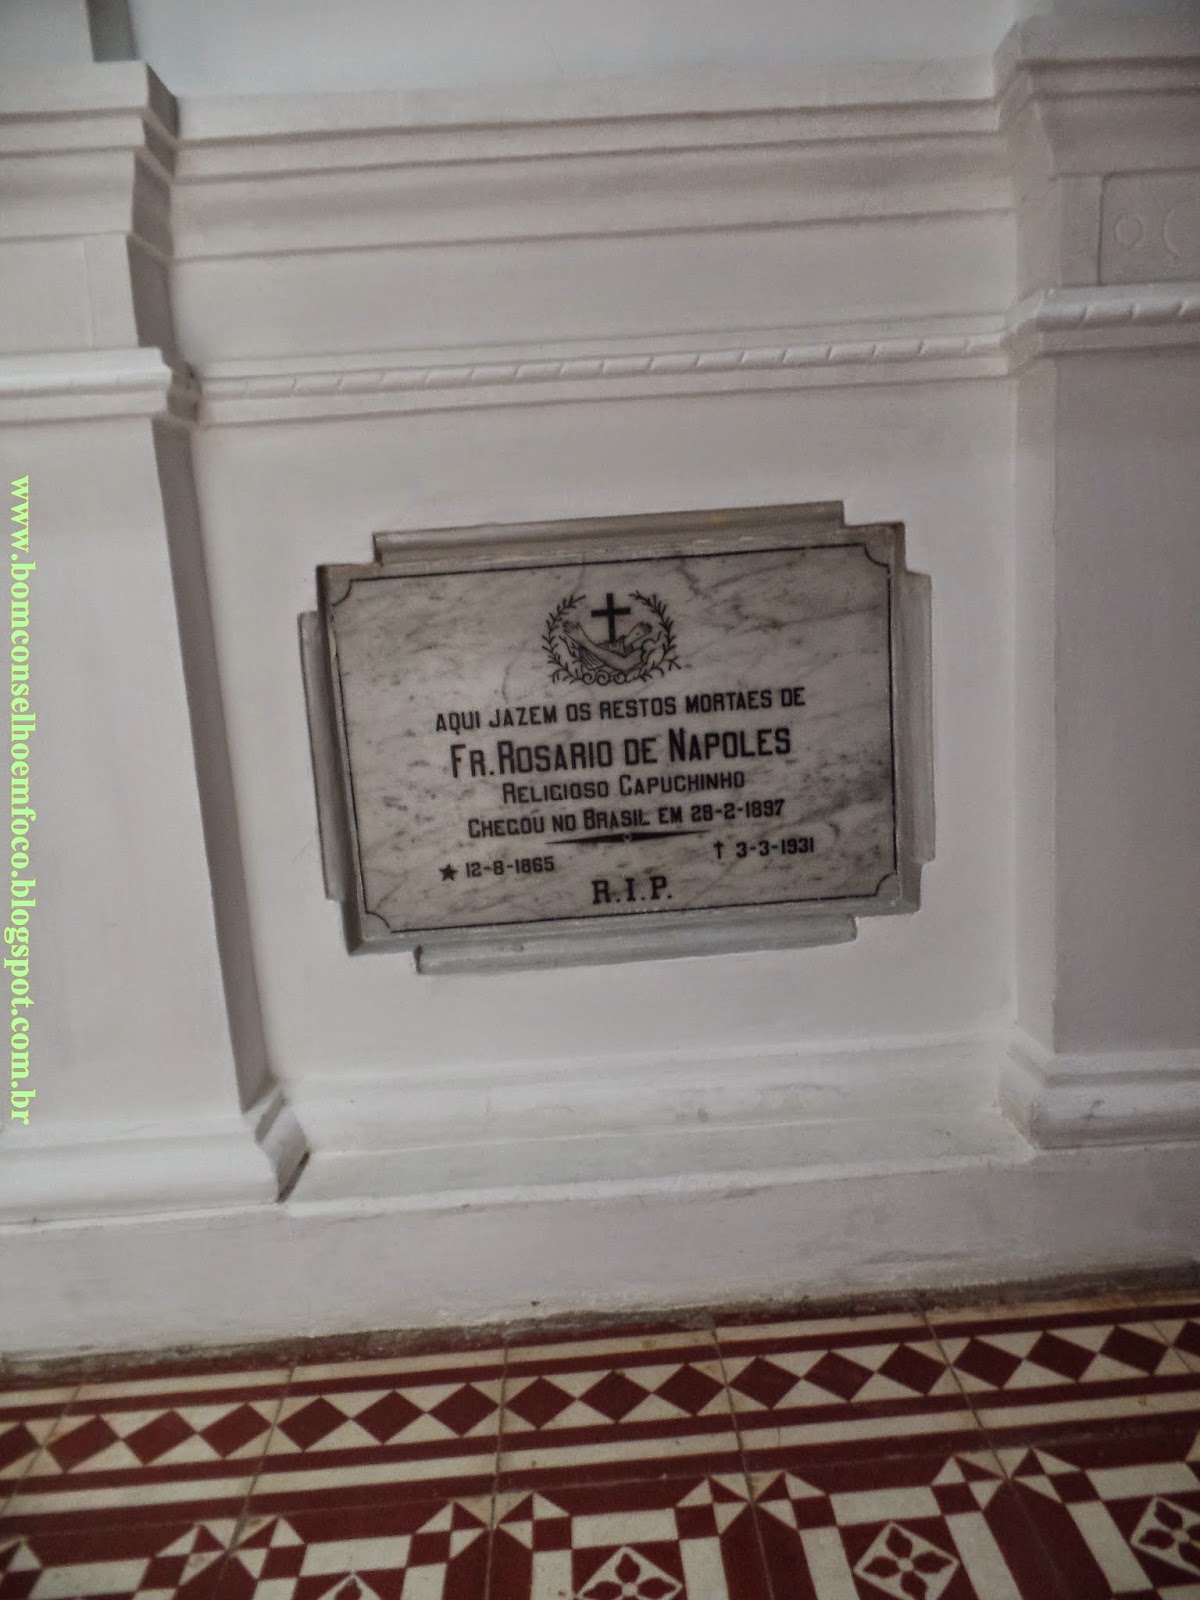 AQUI JAZEM OS RESTOS MORTAES DE
FR. ROSARIO DE NAPOLES
RELIGIOSO CAPUCHINHO
CHEGOU NO BRASIL EM 28-2-1897
★ 12-8-1865 † 3-3-1931
R.I.P.
www.bomconselhoemfoco.blogspot.com.br